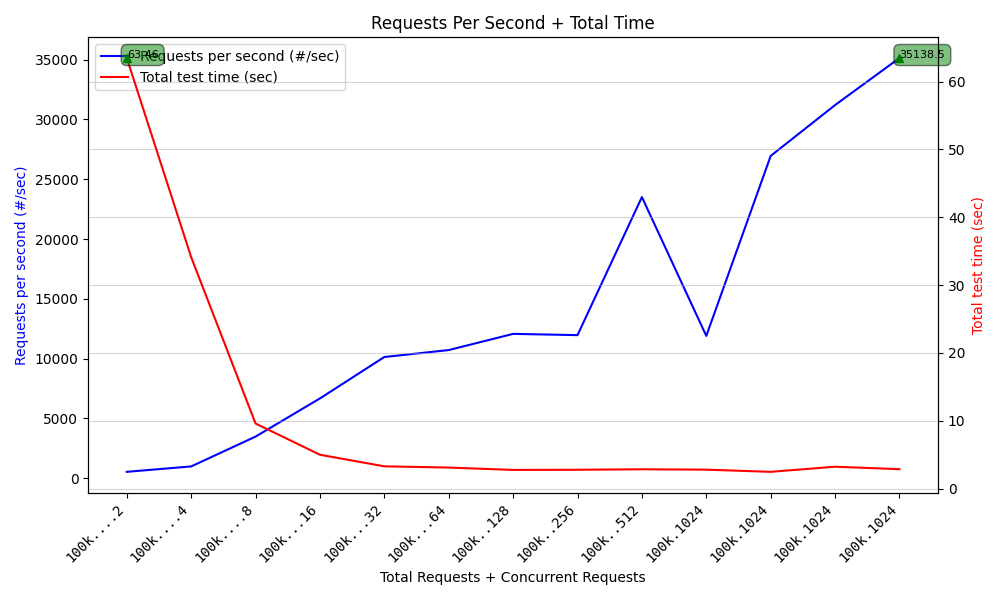 Requests Per Second + Total Time
Requests per second (#/sec)
Total test time (sec)
63.46
35138.5
35000
30000
25000
20000
15000
10000
5000
0
Requests per second (#/sec)
60
50
40
30
20
10
0
Total test time (sec)
100k....2
100k....4
100k....8
100k...16
100k...32
100k...64
100k..128
100k..256
100k..512
100k.1024
100k.1024
100k.1024
100k.1024
Total Requests + Concurrent Requests